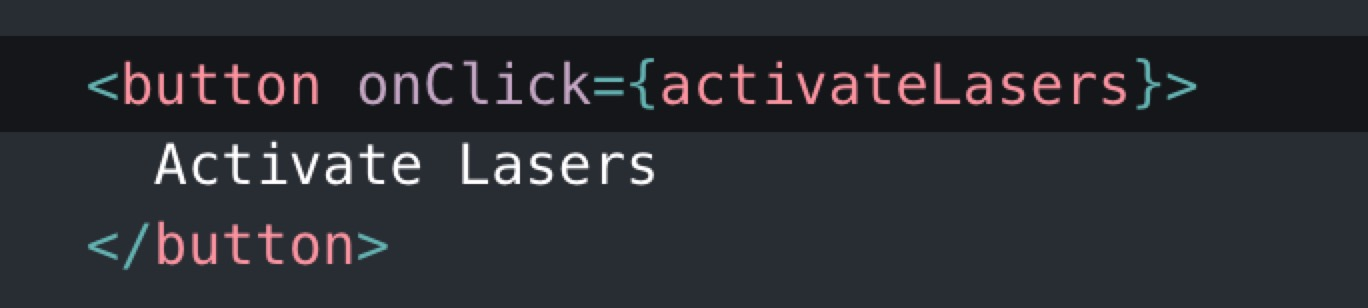 <button onClick={activateLasers}>
  Activate Lasers
</button>